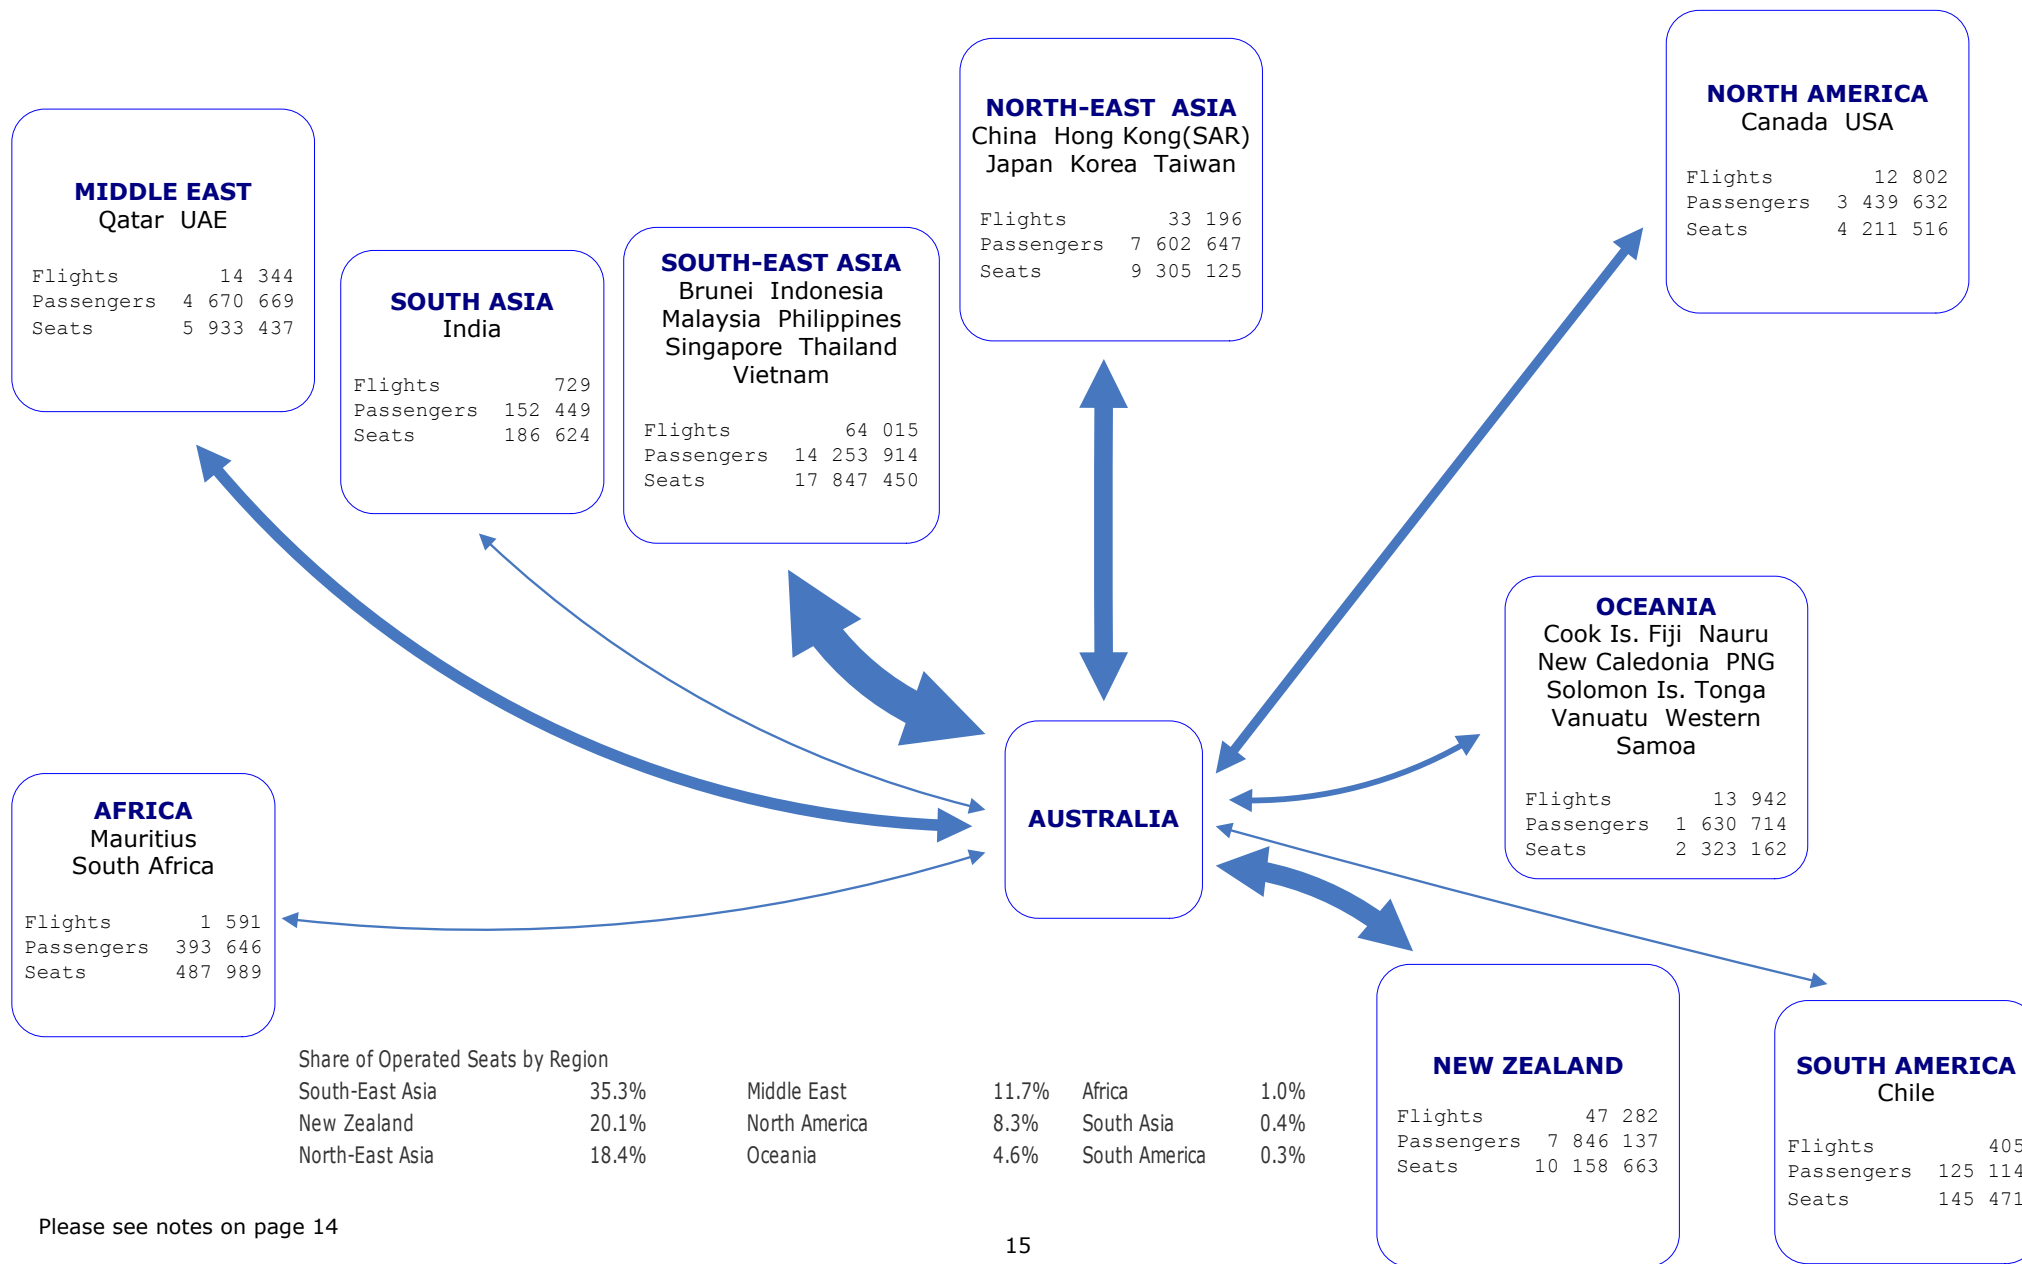 NORTH-EAST ASIA
China Hong Kong(SAR)
Japan Korea Taiwan
Flights 33 196
Passengers 7 602 647
Seats 9 305 125
NORTH AMERICA
Canada USA
Flights 12 802
Passengers 3 439 632
Seats 4 211 516
MIDDLE EAST
Qatar UAE
Flights 14 344
Passengers 4 670 669
Seats 5 933 437
SOUTH ASIA
India
Flights 729
Passengers 152 449
Seats 186 624
SOUTH-EAST ASIA
Brunei Indonesia
Malaysia Philippines
Singapore Thailand
Vietnam
Flights 64 015
Passengers 14 253 914
Seats 17 847 450
OCEANIA
Cook Is. Fiji Nauru
New Caledonia PNG
Solomon Is. Tonga
Vanuatu Western
Samoa
Flights 13 942
Passengers 1 630 714
Seats 2 323 162
AUSTRALIA
AFRICA
Mauritius
South Africa
Flights 1 591
Passengers 393 646
Seats 487 989
NEW ZEALAND
Flights 47 282
Passengers 7 846 137
Seats 10 158 663
SOUTH AMERICA
Chile
Flights 405
Passengers 125 114
Seats 145 471
Share of Operated Seats by Region
South-East Asia 35.3% Middle East 11.7% Africa 1.0%
New Zealand 20.1% North America 8.3% South Asia 0.4%
North-East Asia 18.4% Oceania 4.6% South America 0.3%
Please see notes on page 14
15